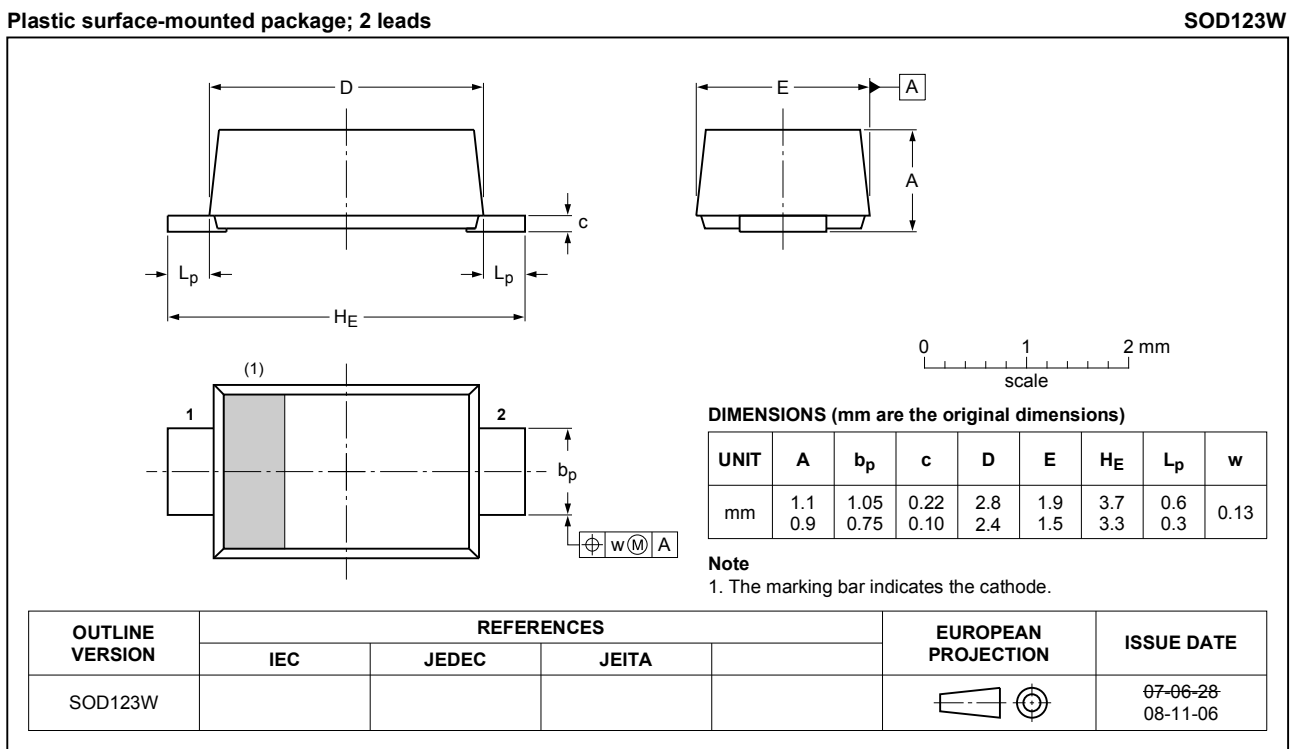 Plastic surface-mounted package; 2 leads SOD123W
D
E
A
A
c
Lp
Lp
HE
(1)
1
2
bp
w M A
0 1 2 mm
scale
DIMENSIONS (mm are the original dimensions)
UNIT A bp c D E HE Lp w
mm 1.1 1.05 0.22 2.8 1.9 3.7 0.6 0.13
0.9 0.75 0.10 2.4 1.5 3.3 0.3
Note
1. The marking bar indicates the cathode.
OUTLINE VERSION REFERENCES EUROPEAN PROJECTION ISSUE DATE
IEC JEDEC JEITA
SOD123W 07-06-28
08-11-06